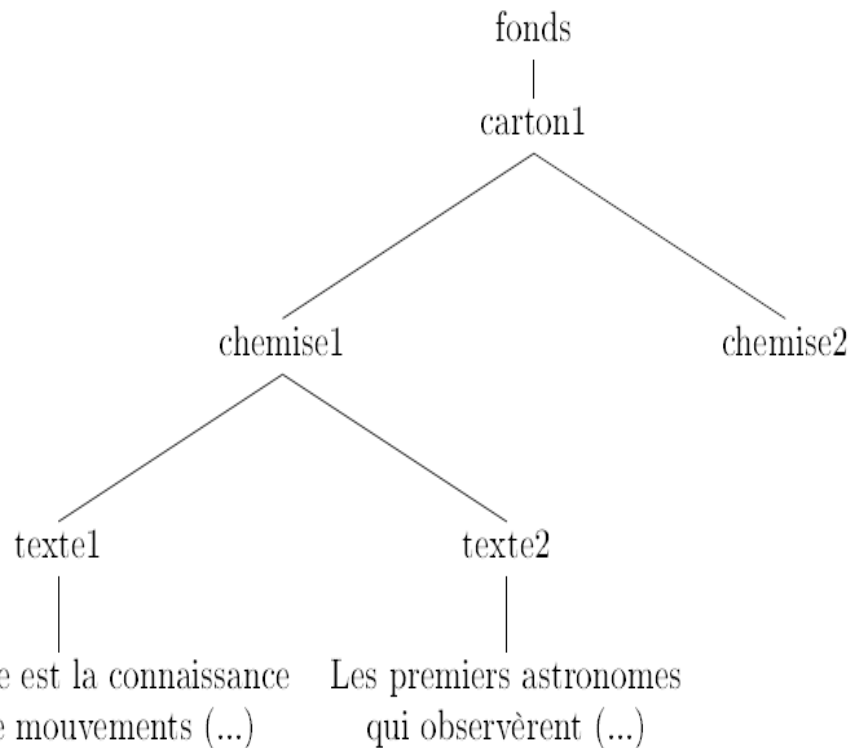 fonds
carton1
chemise1 chemise2
texte1 texte2
est la connaissance Les premiers astronomes
mouvements (...) qui observèrent (...)